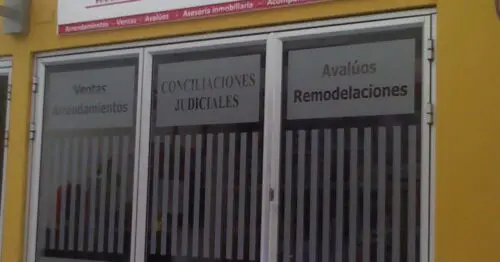 Arrendamientos - Ventas - Avalúos - Asesoría inmobiliaria -
Ventas
Arrendamientos
CONCILIACIONES
JUDICIALES
Avalúos
Remodelaciones